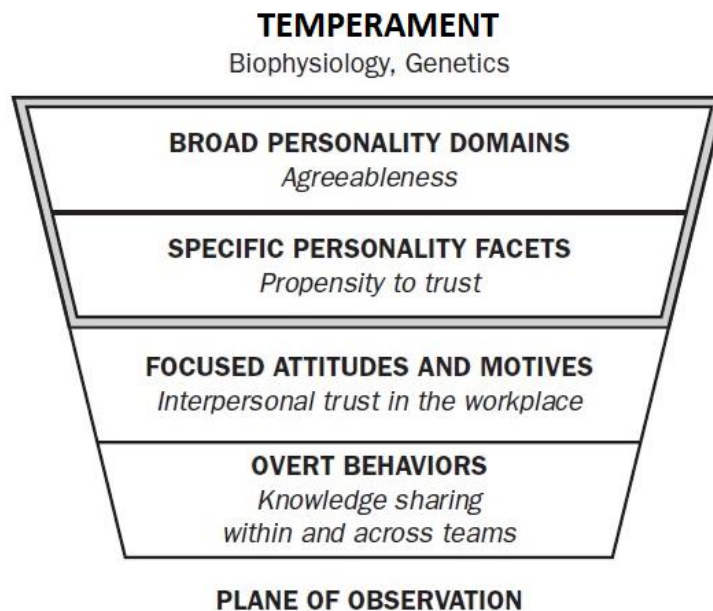 TEMPERAMENT
Biophysiology, Genetics
BROAD PERSONALITY DOMAINS
Agreeableness
SPECIFIC PERSONALITY FACETS
Propensity to trust
FOCUSED ATTITUDES AND MOTIVES
Interpersonal trust in the workplace
OVERT BEHAVIORS
Knowledge sharing
within and across teams
PLANE OF OBSERVATION